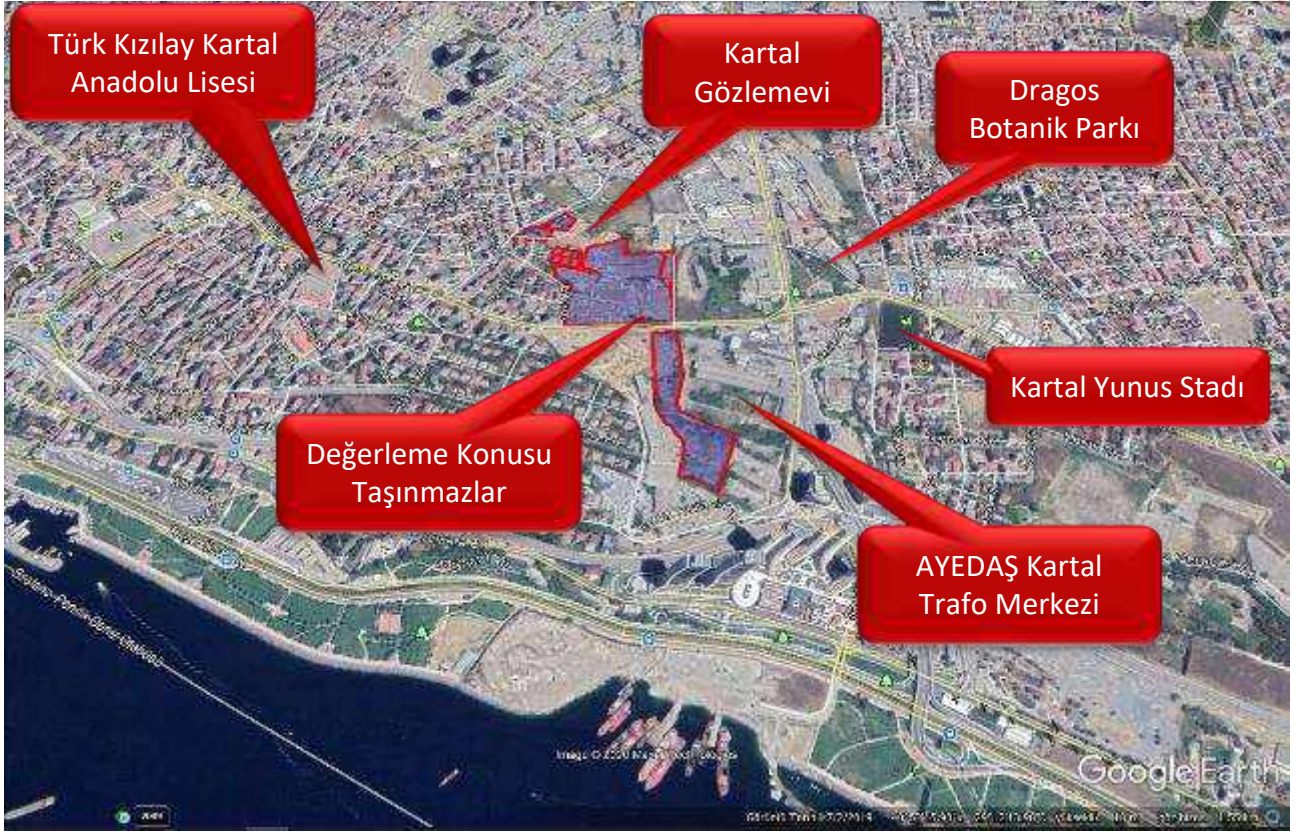 Türk Kızılay Kartal
Anadolu Lisesi
Kartal
Gözlemevi
Dragos
Botanik Parkı
Kartal Yunus Stadı
Değerleme Konusu
Taşınmazlar
AYEDAŞ Kartal
Trafo Merkezi
Google Earth